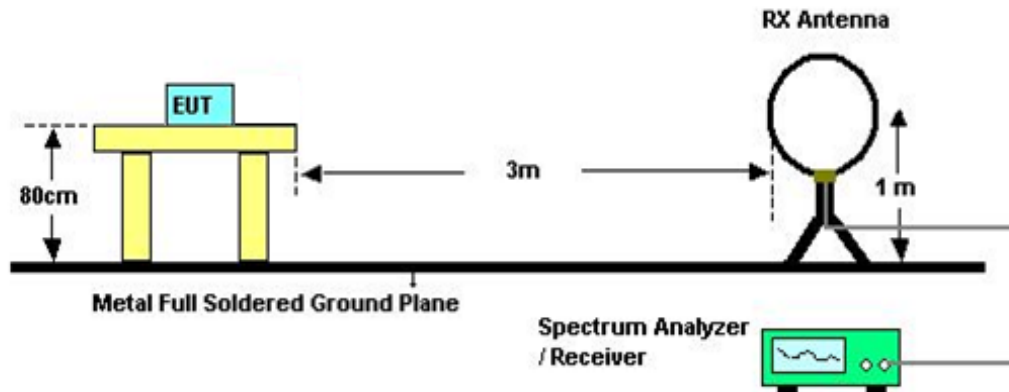 RX Antenna
EUT
80cm
3m
1 m
Metal Full Soldered Ground Plane
Spectrum Analyzer
/ Receiver